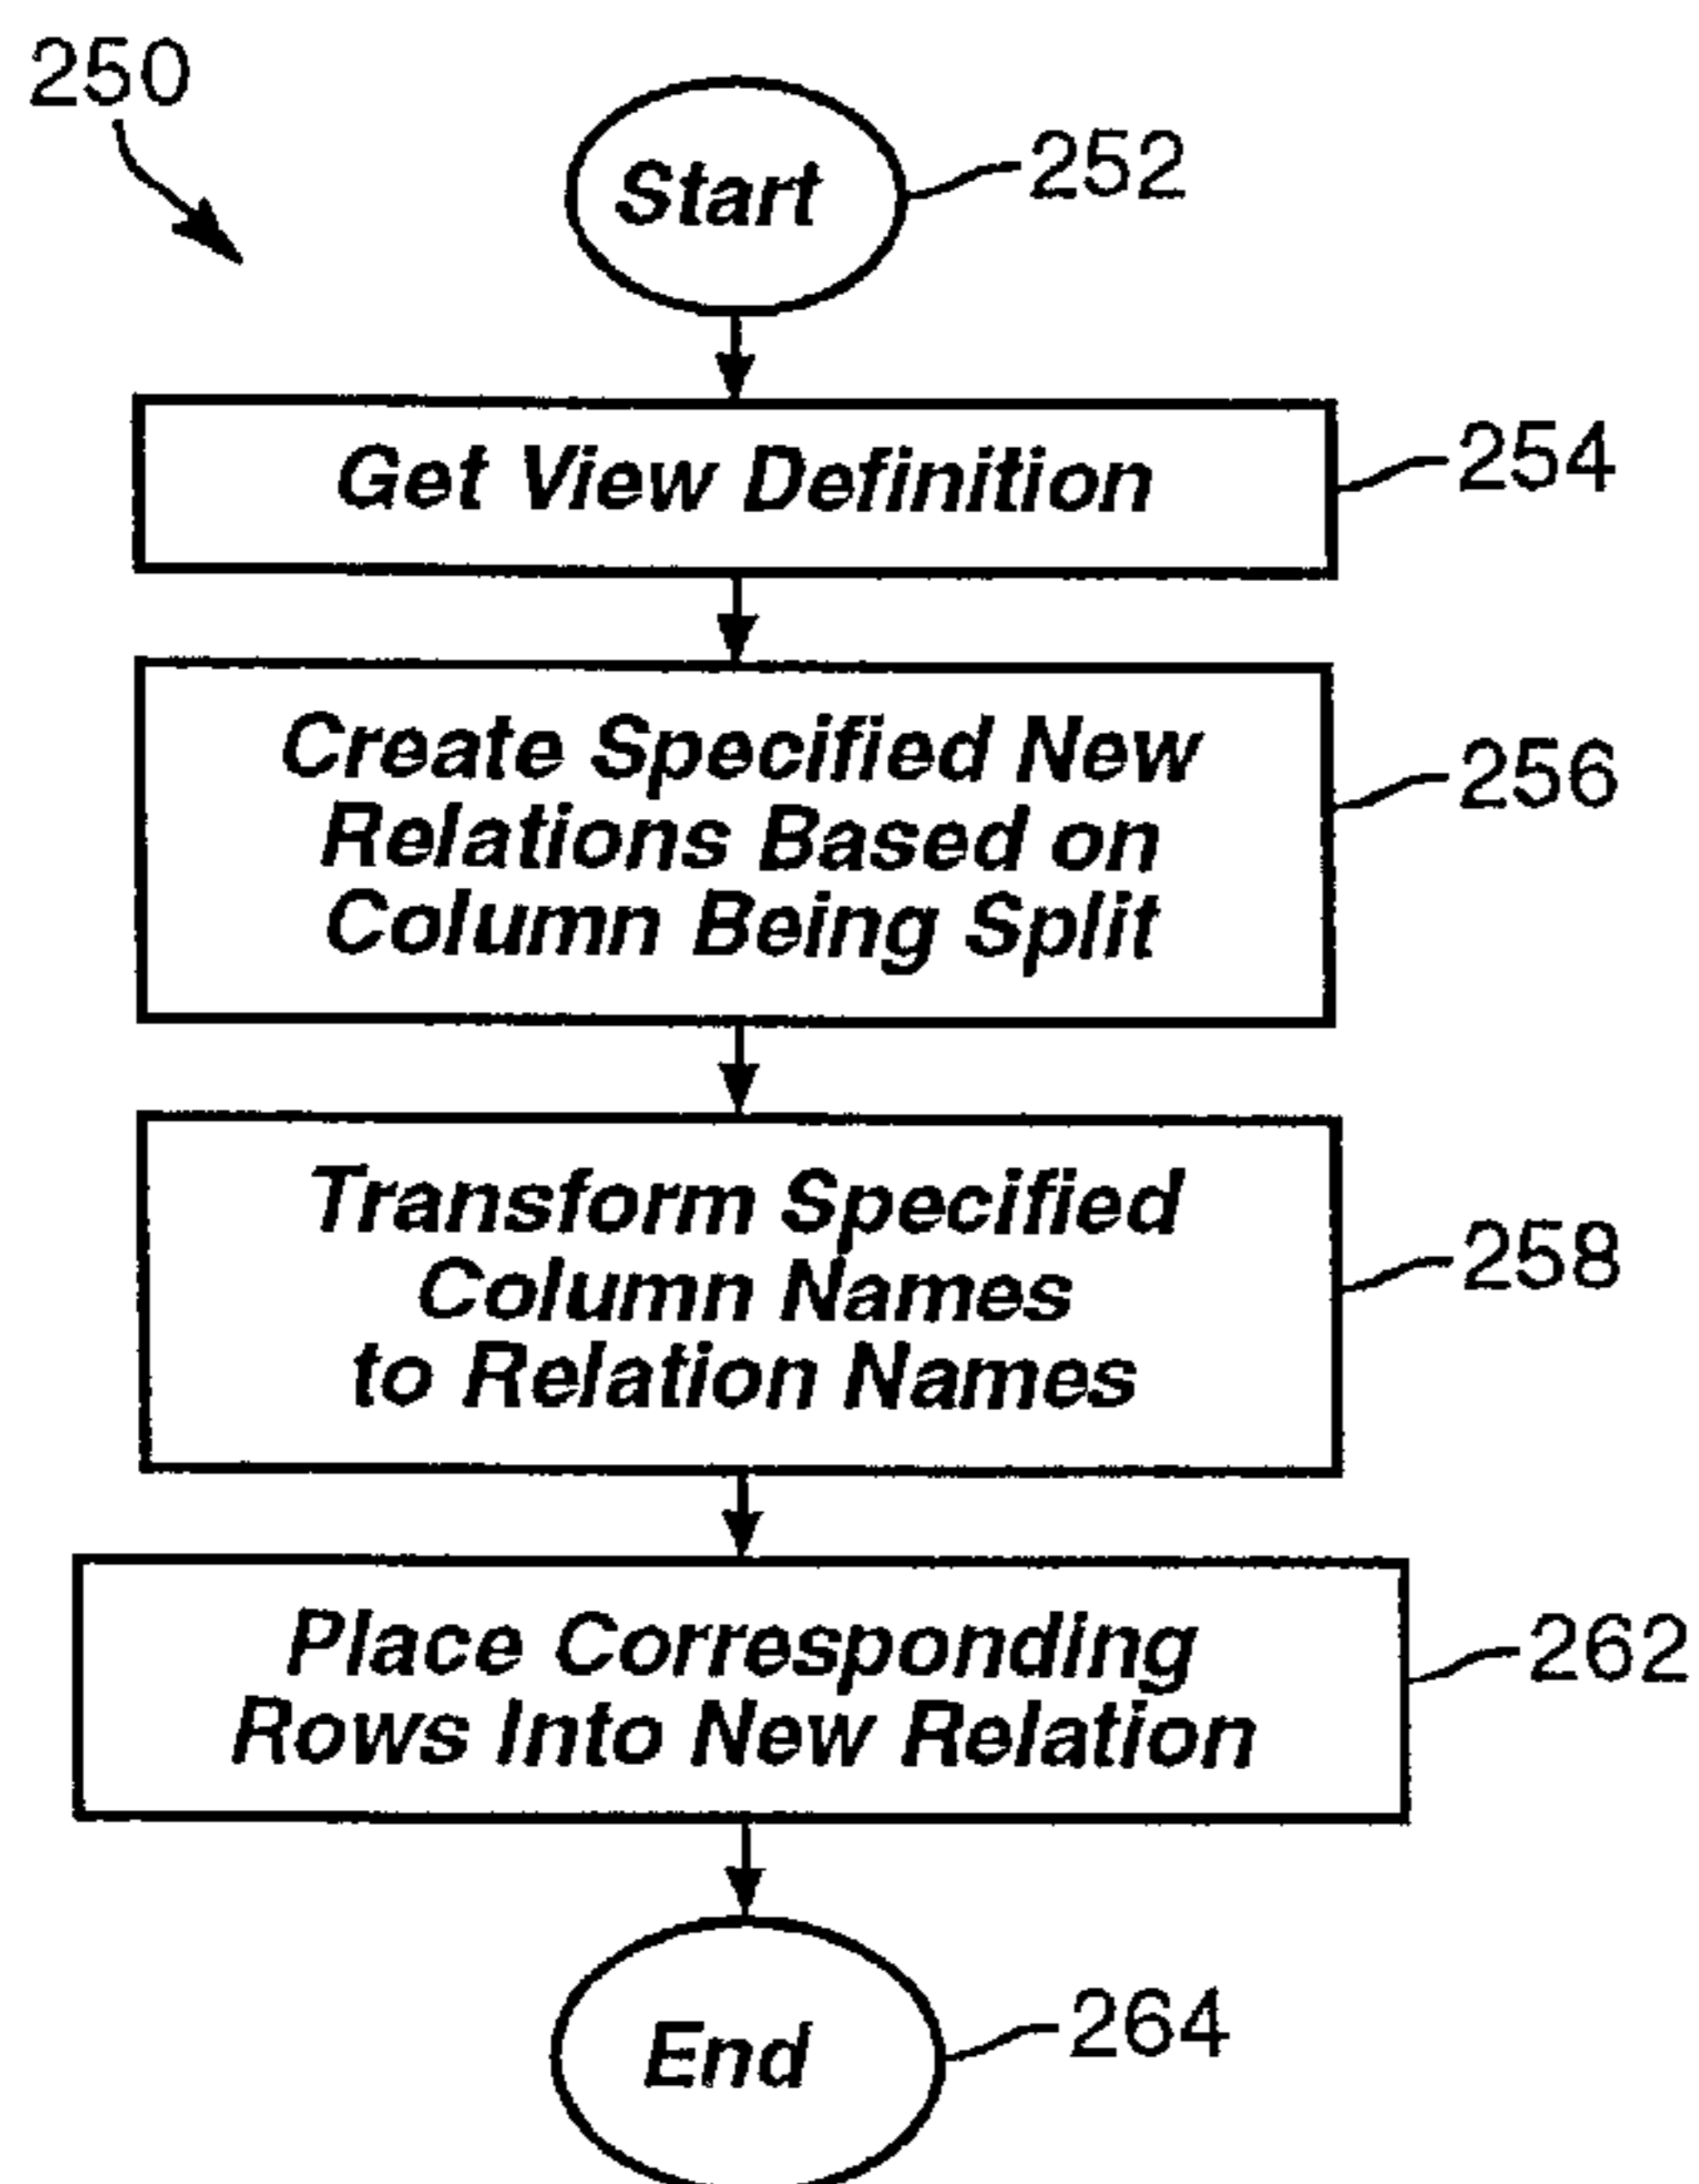 250
Start
252
Get View Definition
254
Create Specified New
Relations Based on
Column Being Split
256
Transform Specified
Column Names
to Relation Names
258
Place Corresponding
Rows Into New Relation
262
End
264